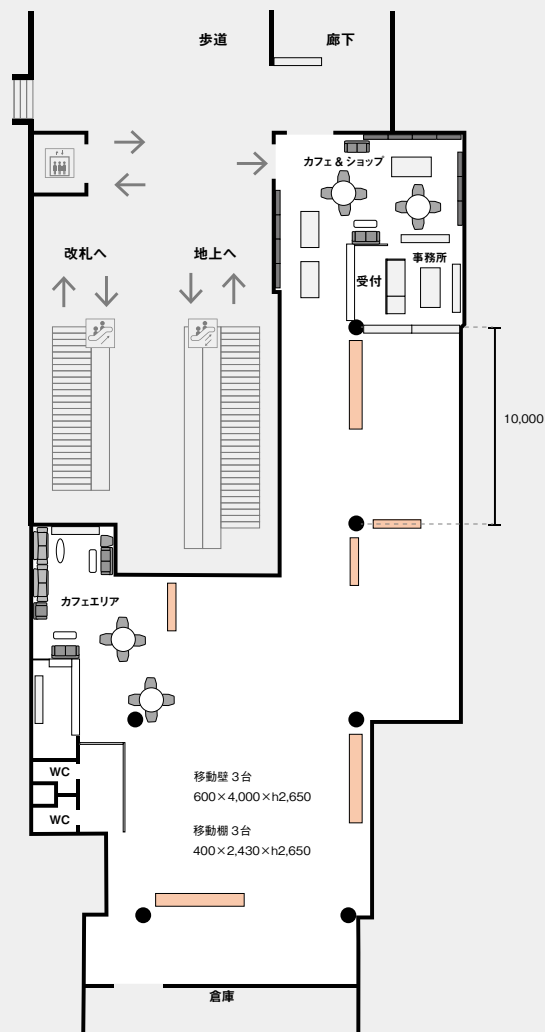 歩道
廊下
カフェ & ショップ
改札へ
地上へ
受付
事務所
10,000
カフェエリア
移動壁 3台
600×4,000×h2,650
WC
移動棚 3台
WC
400×2,430×h2,650
倉庫